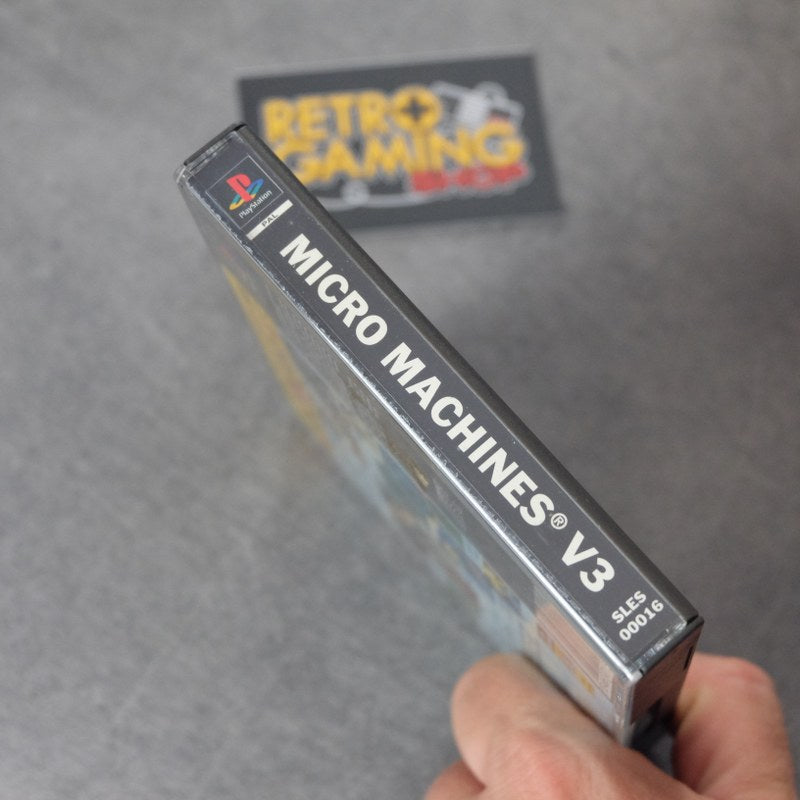 RETRO
GAMING
SHOP
PlayStation
PAL
MICRO MACHINES® V3
SLES
00016